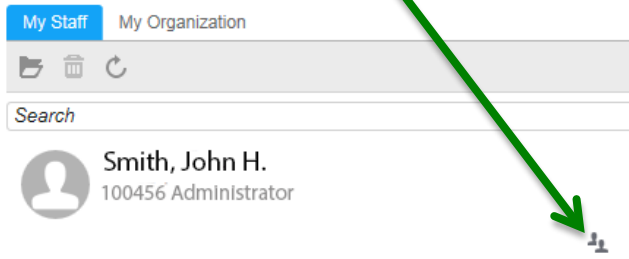 My Staff My Organization
Search
Smith, John H.
100456 Administrator